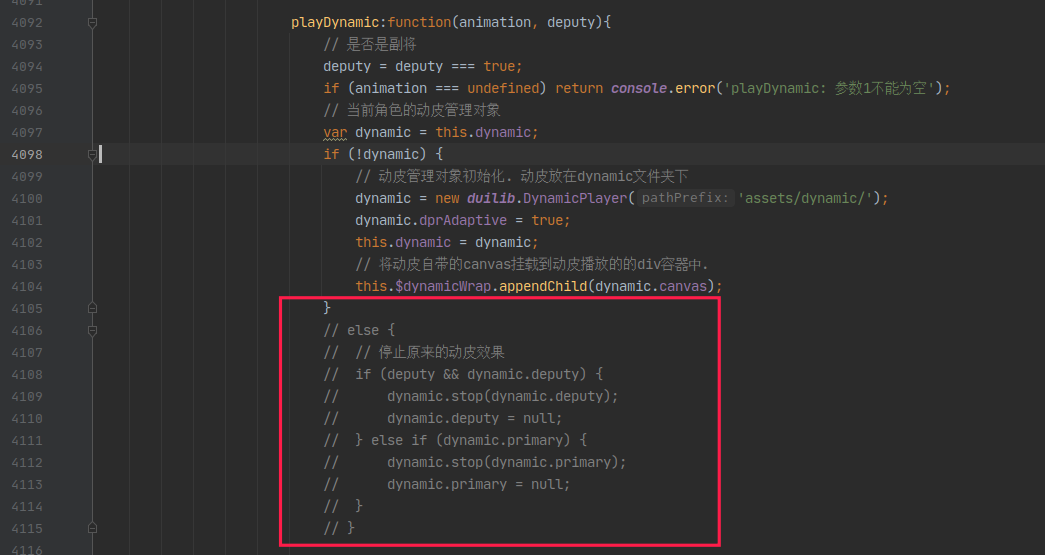 4091
4092 playDynamic:function(animation, deputy){
4093 // 是否是副将
4094 deputy = deputy === true;
4095 if (animation === undefined) return console.error('playDynamic: 参数1不能为空');
4096 // 当前角色的动皮管理对象
4097 var dynamic = this.dynamic;
4098 if (!dynamic) {
4099 // 动皮管理对象初始化. 动皮放在dynamic文件夹下
4100 dynamic = new duilib.DynamicPlayer( pathPrefix: 'assets/dynamic/');
4101 dynamic.dprAdaptive = true;
4102 this.dynamic = dynamic;
4103 // 将动皮自带的canvas挂载到动皮播放的的div容器中.
4104 this.$dynamicWrap.appendChild(dynamic.canvas);
4105 }
4106 // else {
4107 // // 停止原来的动皮效果
4108 // if (deputy && dynamic.deputy) {
4109 // dynamic.stop(dynamic.deputy);
4110 // dynamic.deputy = null;
4111 // } else if (dynamic.primary) {
4112 // dynamic.stop(dynamic.primary);
4113 // dynamic.primary = null;
4114 // }
4115 // }
4116